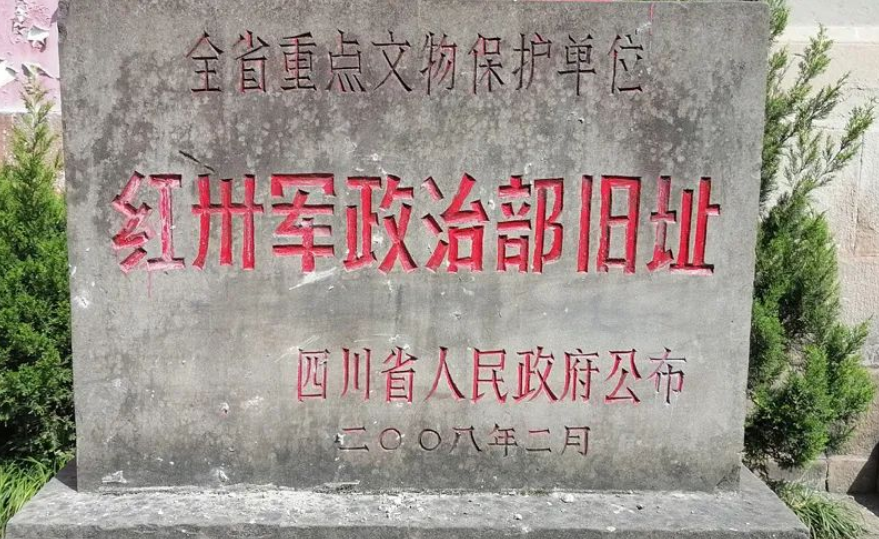 全省重点文物保护单位
红卅军政治部旧址
四川省人民政府公布
二〇〇八年二月